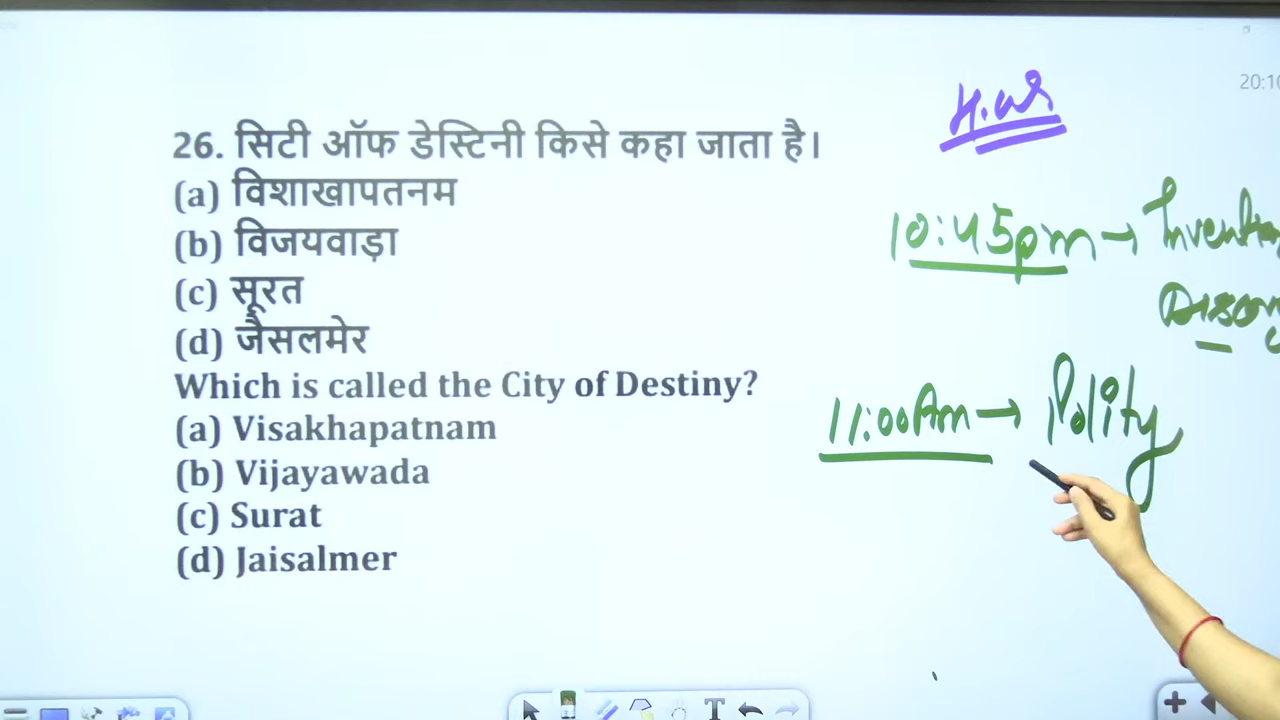 26. सिटी ऑफ डेस्टिनी किसे कहा जाता है।
(a) विशाखापतनम
(b) विजयवाड़ा
(c) सूरत
(d) जैसलमेर
Which is called the City of Destiny?
(a) Visakhapatnam
(b) Vijayawada
(c) Surat
(d) Jaisalmer
20:10
H.W
10:45pm →
11:00Am → Polity
T